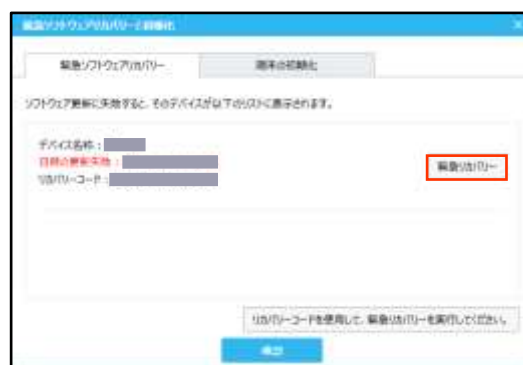 緊急ソフトウェアリカバリーと初期化
緊急ソフトウェアリカバリー
端末の初期化
ソフトウェア更新に失敗すると、そのデバイスが以下のリストに表示されます。
デバイス名称：
日時の更新失敗：
リカバリーコード：
緊急リカバリー
リカバリーコードを使用して、緊急リカバリーを実行してください。